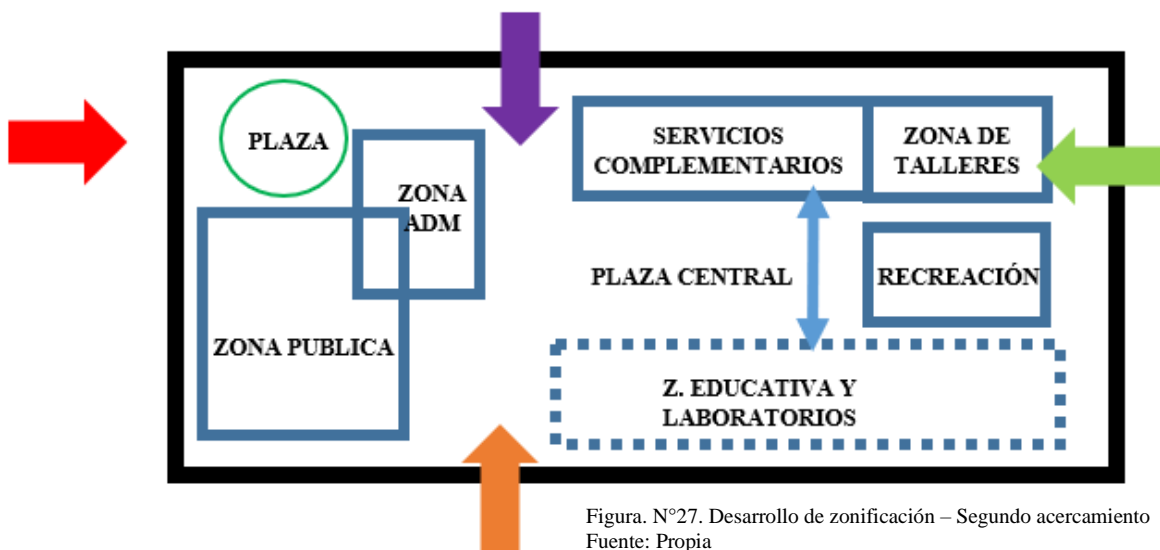 PLAZA
ZONA
ADM
ZONA PUBLICA
SERVICIOS
COMPLEMENTARIOS
ZONA DE
TALLERES
PLAZA CENTRAL
RECREACIÓN
Z. EDUCATIVA Y
LABORATORIOS
Figura. N°27. Desarrollo de zonificación – Segundo acercamiento
Fuente: Propia